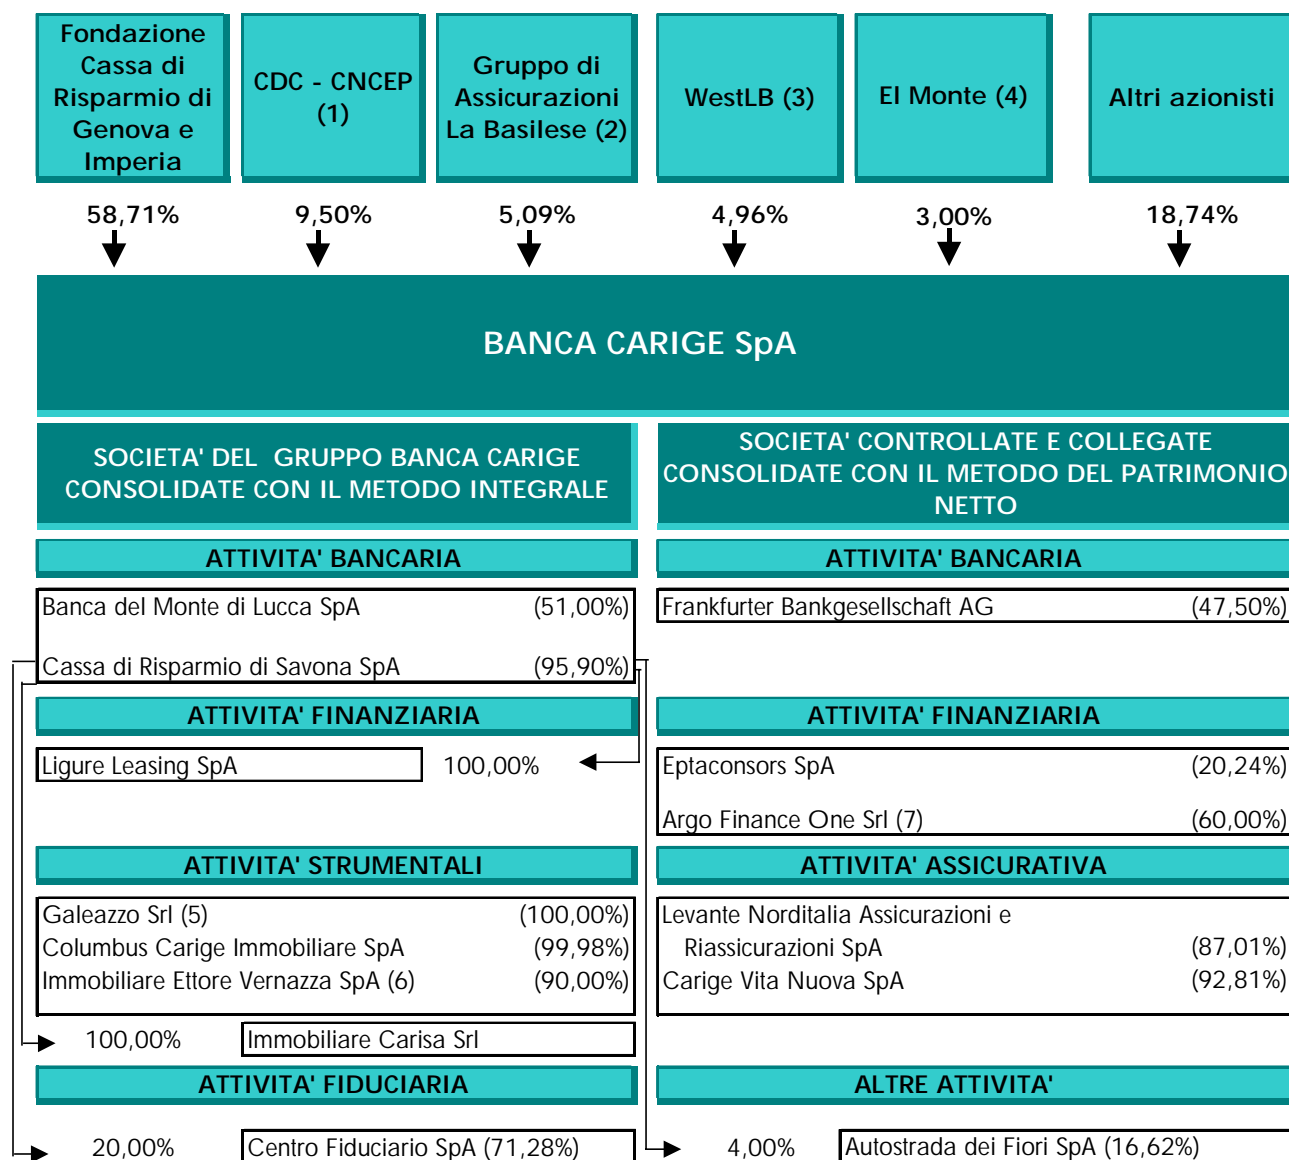 Fondazione
Cassa di
Risparmio di
Genova e
Imperia
CDC - CNCEP
(1)
Gruppo di
Assicurazioni
La Basilese (2)
WestLB (3)
El Monte (4)
Altri azionisti
58,71%
9,50%
5,09%
4,96%
3,00%
18,74%
BANCA CARIGE SpA
SOCIETA' DEL GRUPPO BANCA CARIGE
CONSOLIDATE CON IL METODO INTEGRALE
SOCIETA' CONTROLLATE E COLLEGATE
CONSOLIDATE CON IL METODO DEL PATRIMONIO
NETTO
ATTIVITA' BANCARIA
Banca del Monte di Lucca SpA (51,00%)
Cassa di Risparmio di Savona SpA (95,90%)
ATTIVITA' BANCARIA
Frankfurter Bankgesellschaft AG (47,50%)
ATTIVITA' FINANZIARIA
Ligure Leasing SpA 100,00%
ATTIVITA' FINANZIARIA
Eptaconsors SpA (20,24%)
Argo Finance One Srl (7) (60,00%)
ATTIVITA' STRUMENTALI
Galeazzo Srl (5) (100,00%)
Columbus Carige Immobiliare SpA (99,98%)
Immobiliare Ettore Vernazza SpA (6) (90,00%)
100,00% Immobiliare Carisa Srl
ATTIVITA' ASSICURATIVA
Levante Norditalia Assicurazioni e
Riassicurazioni SpA (87,01%)
Carige Vita Nuova SpA (92,81%)
ATTIVITA' FIDUCIARIA
20,00% Centro Fiduciario SpA (71,28%)
ALTRE ATTIVITA'
4,00% Autostrada dei Fiori SpA (16,62%)